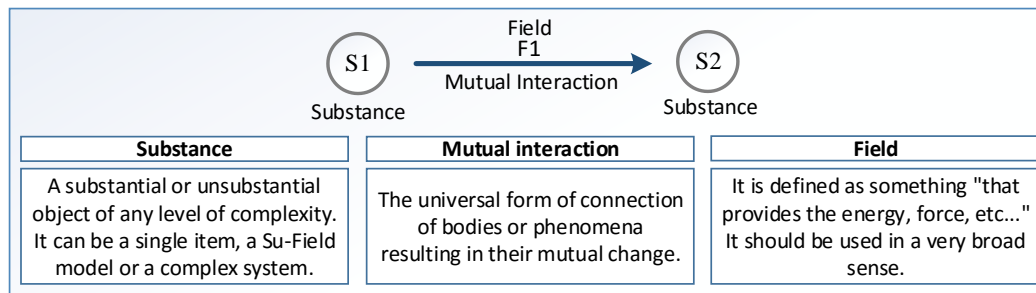 Field
F1
S1
S2
Mutual Interaction
Substance
Substance
Substance
A substantial or unsubstantial
object of any level of complexity.
It can be a single item, a Su-Field
model or a complex system.
Mutual interaction
The universal form of connection
of bodies or phenomena
resulting in their mutual change.
Field
It is defined as something "that
provides the energy, force, etc..."
It should be used in a very broad
sense.